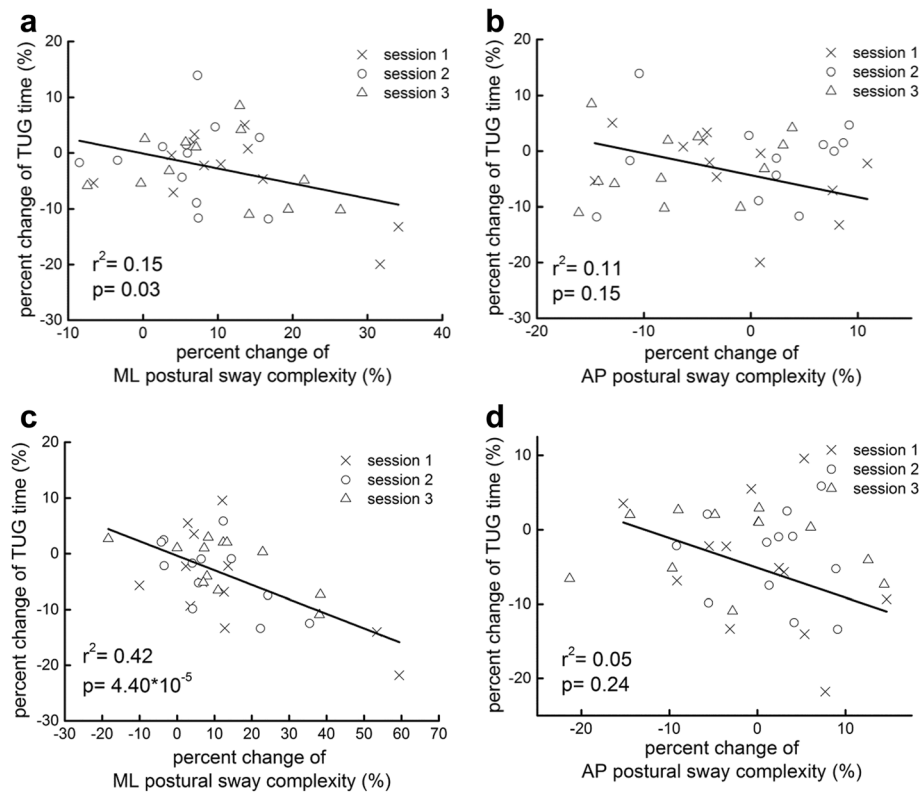 a
percent change of TUG time (%)
20
10
0
-10
-20
-30
session 1
session 2
session 3
r2= 0.15
p= 0.03
-10 0 10 20 30 40
percent change of
ML postural sway complexity (%)
b
percent change of TUG time (%)
20
10
0
-10
-20
-30
session 1
session 2
session 3
r2= 0.11
p= 0.15
-20 -10 0 10
percent change of
AP postural sway complexity (%)
c
percent change of TUG time (%)
20
10
0
-10
-20
-30
session 1
session 2
session 3
r2= 0.42
p= 4.40*10-5
-30 -20 -10 0 10 20 30 40 50 60 70
percent change of
ML postural sway complexity (%)
d
percent change of TUG time (%)
10
0
-10
-20
session 1
session 2
session 3
r2= 0.05
p= 0.24
-20 -10 0 10
percent change of
AP postural sway complexity (%)